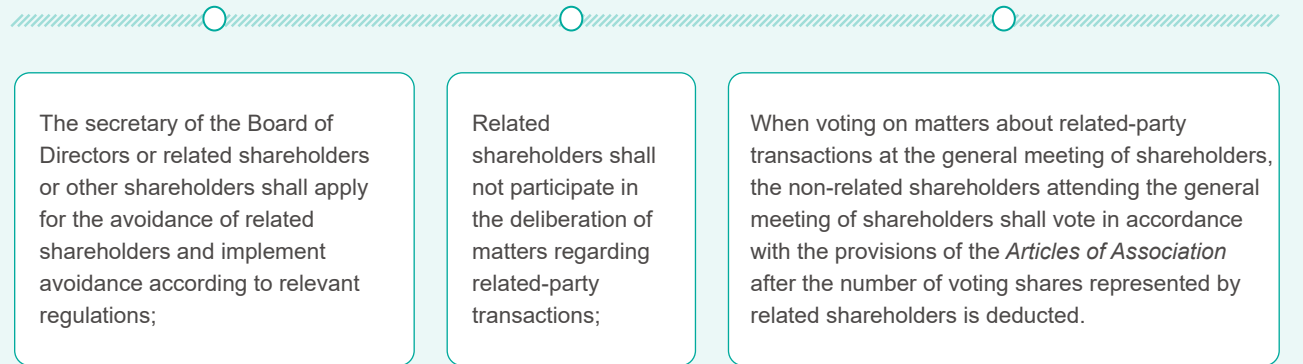 The secretary of the Board of
Directors or related shareholders
or other shareholders shall apply
for the avoidance of related
shareholders and implement
avoidance according to relevant
regulations;
Related
shareholders shall
not participate in
the deliberation of
matters regarding
related-party
transactions;
When voting on matters about related-party
transactions at the general meeting of shareholders,
the non-related shareholders attending the general
meeting of shareholders shall vote in accordance
with the provisions of the Articles of Association
after the number of voting shares represented by
related shareholders is deducted.